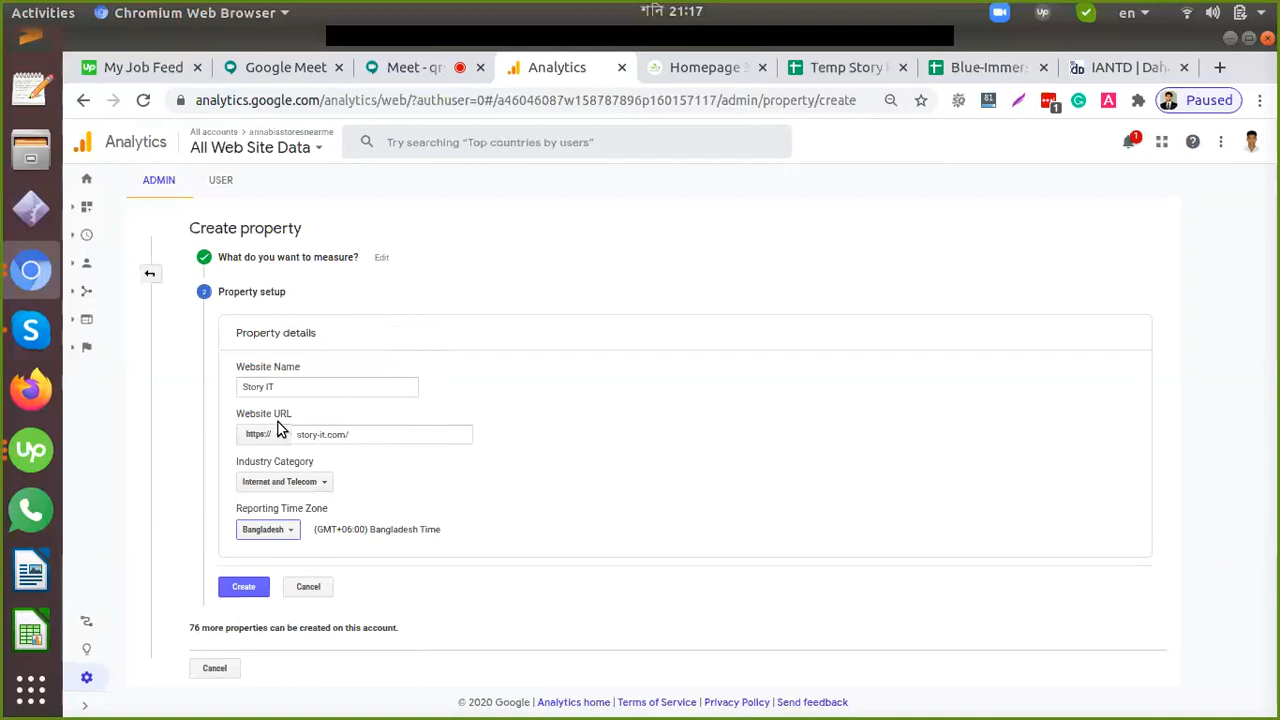 Activities Chromium Web Browser শনি 21:17 en
My Job Feed Google Meet Meet - qr Analytics Homepage Temp Story Blue-Immer IANTD | Dah
analytics.google.com/analytics/web/?authuser=0#/a46046087w158787896p160157117/admin/property/create 1 Paused
Analytics
All accounts > annabisstoresnearme
All Web Site Data
Try searching “Top countries by users”
1
ADMIN USER
Create property
What do you want to measure? Edit
2 Property setup
Property details
Website Name
Story IT
Website URL
https:// story-it.com/
Industry Category
Internet and Telecom
Reporting Time Zone
Bangladesh (GMT+06:00) Bangladesh Time
Create Cancel
76 more properties can be created on this account.
Cancel
© 2020 Google | Analytics home | Terms of Service | Privacy Policy | Send feedback